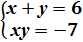 x + y = 6
xy = −7